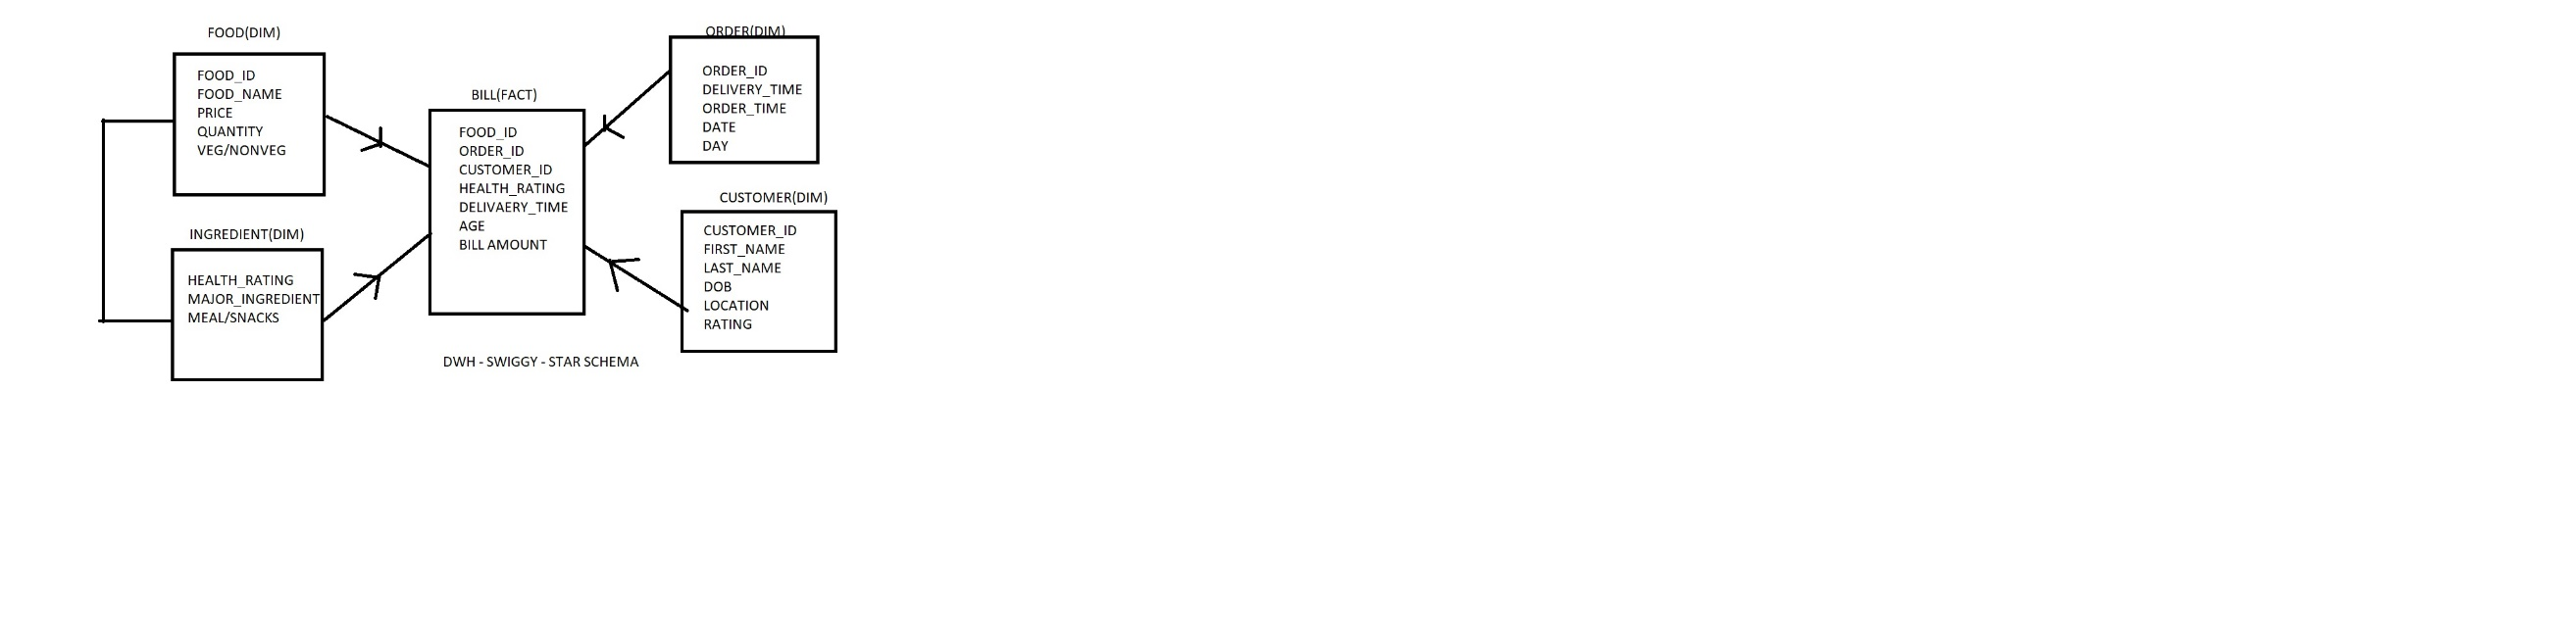 FOOD(DIM)
FOOD_ID
FOOD_NAME
PRICE
QUANTITY
VEG/NONVEG
INGREDIENT(DIM)
HEALTH_RATING
MAJOR_INGREDIENT
MEAL/SNACKS
BILL(FACT)
FOOD_ID
ORDER_ID
CUSTOMER_ID
HEALTH_RATING
DELIVAERY_TIME
AGE
BILL AMOUNT
ORDER(DIM)
ORDER_ID
DELIVERY_TIME
ORDER_TIME
DATE
DAY
CUSTOMER(DIM)
CUSTOMER_ID
FIRST_NAME
LAST_NAME
DOB
LOCATION
RATING
DWH - SWIGGY - STAR SCHEMA